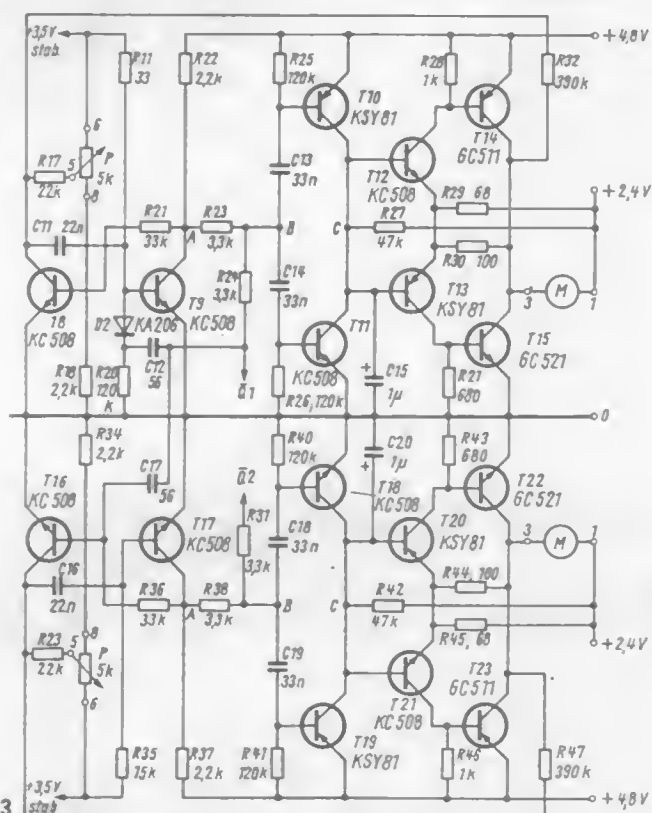 +3,5V
stab.
R11
33
R22
2,2k
R25
120k
R28
1k
+4,8V
R32
390k
T10
KSY81
6
P
5k
5
8
R17
22k
T14
GC511
C13
33n
T12
KC508
+2,4V
C11
22n
R21
33k
R23
3,3k
R29
68
A
B
C
R27
47k
R24
3,3k
R30
100
T9
KC508
C14
33n
T13
KSY81
M
3
1
18
KC508
D2
KA206
T11
KC508
T15
GC521
C12
56
R18
2,2k
R20
120
k
Q̄1
C15
1µ
+
R21
680
R26, 120k
0
R34
2,2k
R40
120k
C20
1µ
+
R43
680
T16
KC508
C17
56
Q̄2
T18
KC508
T22
GC521
T17
KC508
R31
3,3k
C18
33n
T20
KSY81
M
3
1
C16
22n
R44, 100
R36
33k
A
R38
3,3k
B
C
R42
47k
R23
22k
5
8
P
5k
6
R45, 68
+2,4V
C19
33n
T23
GC511
T21
KC508
R35
15k
R37
2,2k
R41
120k
T19
KSY81
R46
1k
R47
390k
3
+3,5V
stab
+4,8V